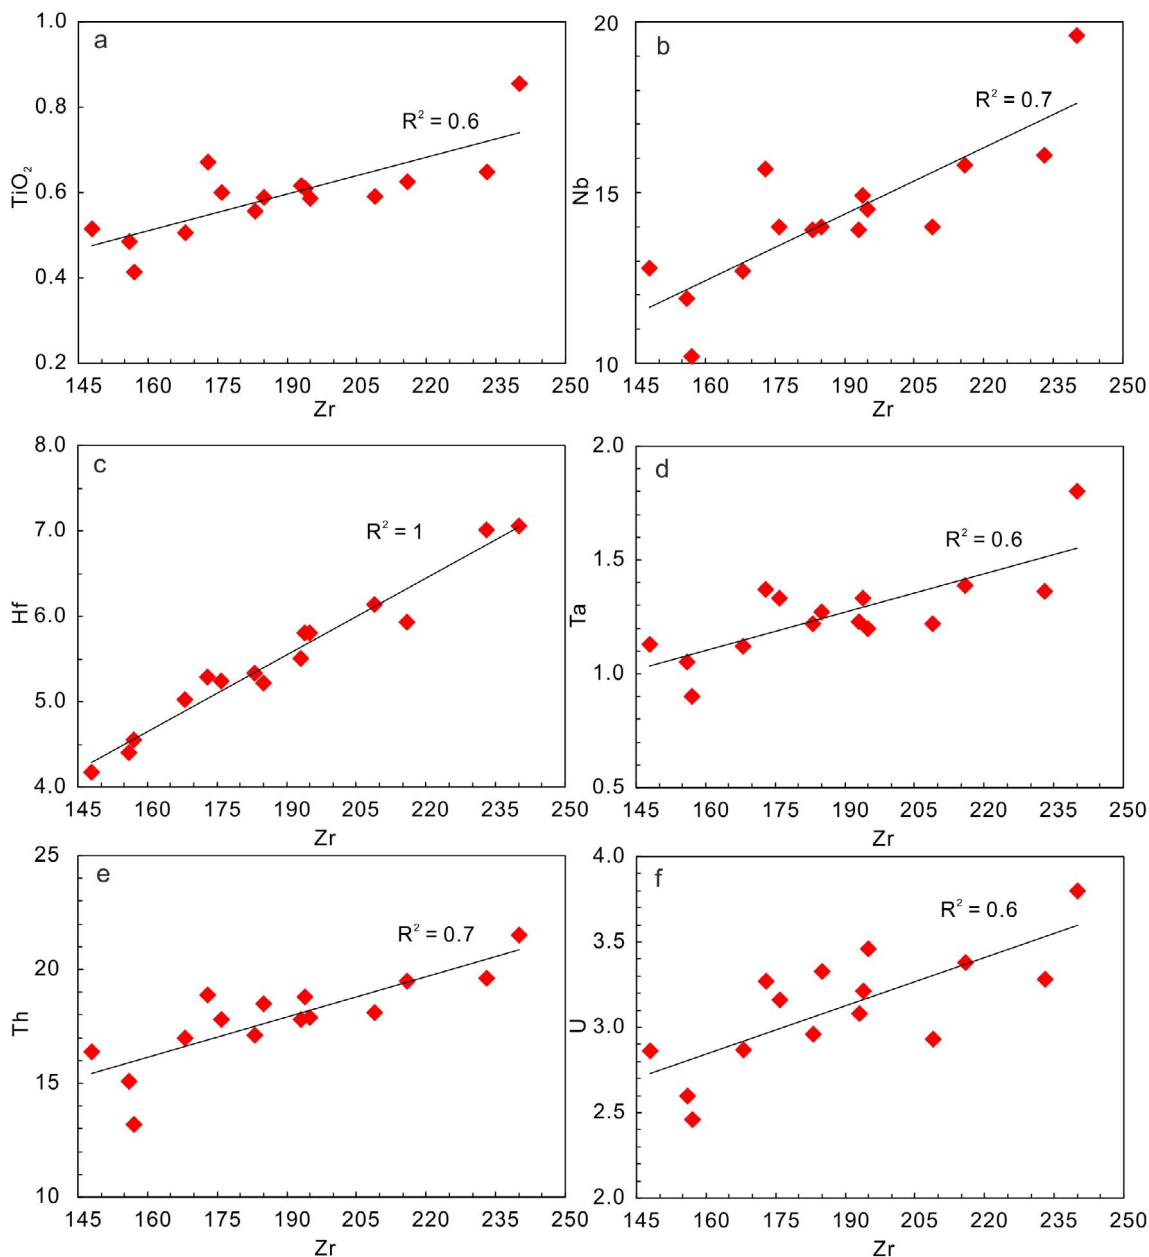 a
R² = 0.6
TiO₂
1.0
0.8
0.6
0.4
0.2
145 160 175 190 205 220 235 250
Zr
b
R² = 0.7
Nb
20
15
10
145 160 175 190 205 220 235 250
Zr
c
R² = 1
Hf
8.0
7.0
6.0
5.0
4.0
145 160 175 190 205 220 235 250
Zr
d
R² = 0.6
Ta
2.0
1.5
1.0
0.5
145 160 175 190 205 220 235 250
Zr
e
R² = 0.7
Th
25
20
15
10
145 160 175 190 205 220 235 250
Zr
f
R² = 0.6
U
4.0
3.5
3.0
2.5
2.0
145 160 175 190 205 220 235 250
Zr